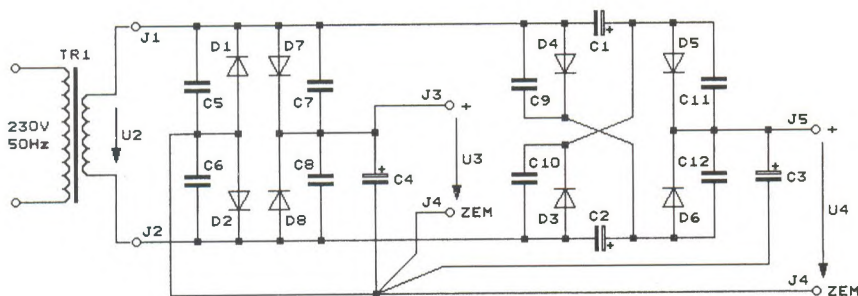 J1
D1
D7
D4
C1
D5
TR1
C5
C7
C9
C11
J3
+
230V
50Hz
U2
J5
+
C6
C8
C4
U3
C10
C12
C3
D2
D8
J4
ZEM
D3
C2
D6
U4
J2
J4
ZEM